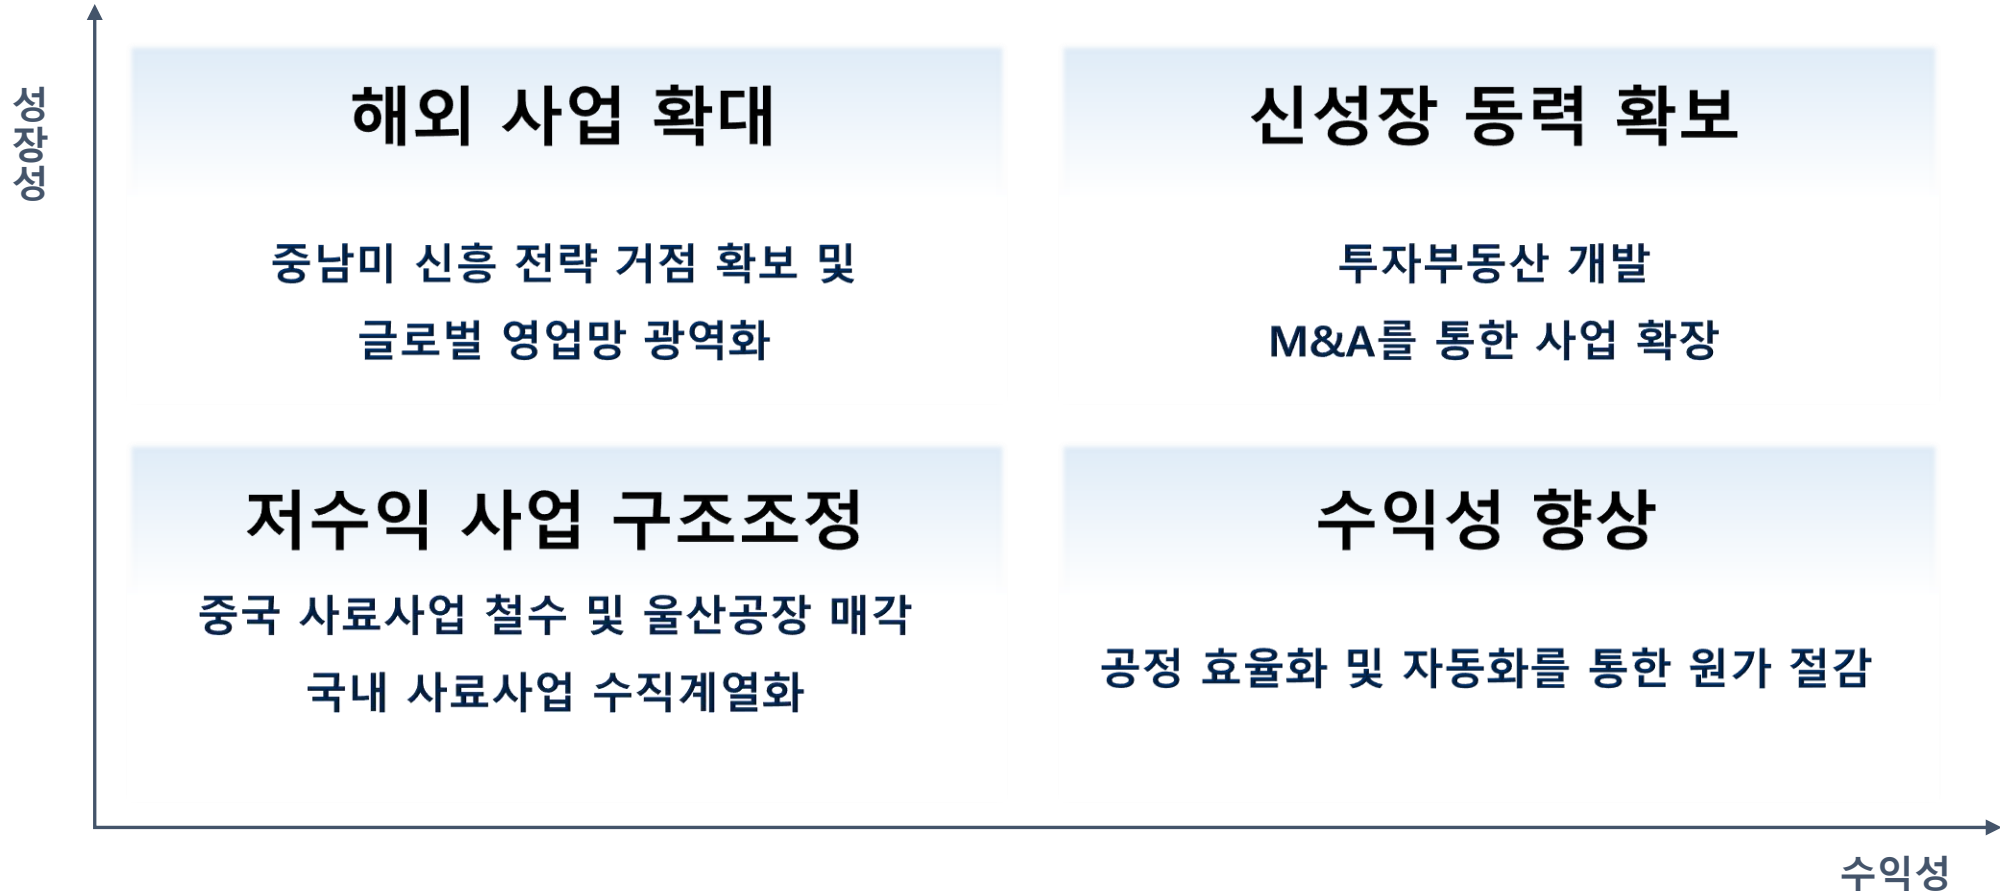 성장성
해외 사업 확대
중남미 신흥 전략 거점 확보 및
글로벌 영업망 광역화
신성장 동력 확보
투자부동산 개발
M&A를 통한 사업 확장
저수익 사업 구조조정
중국 사료사업 철수 및 울산공장 매각
국내 사료사업 수직계열화
수익성 향상
공정 효율화 및 자동화를 통한 원가 절감
수익성